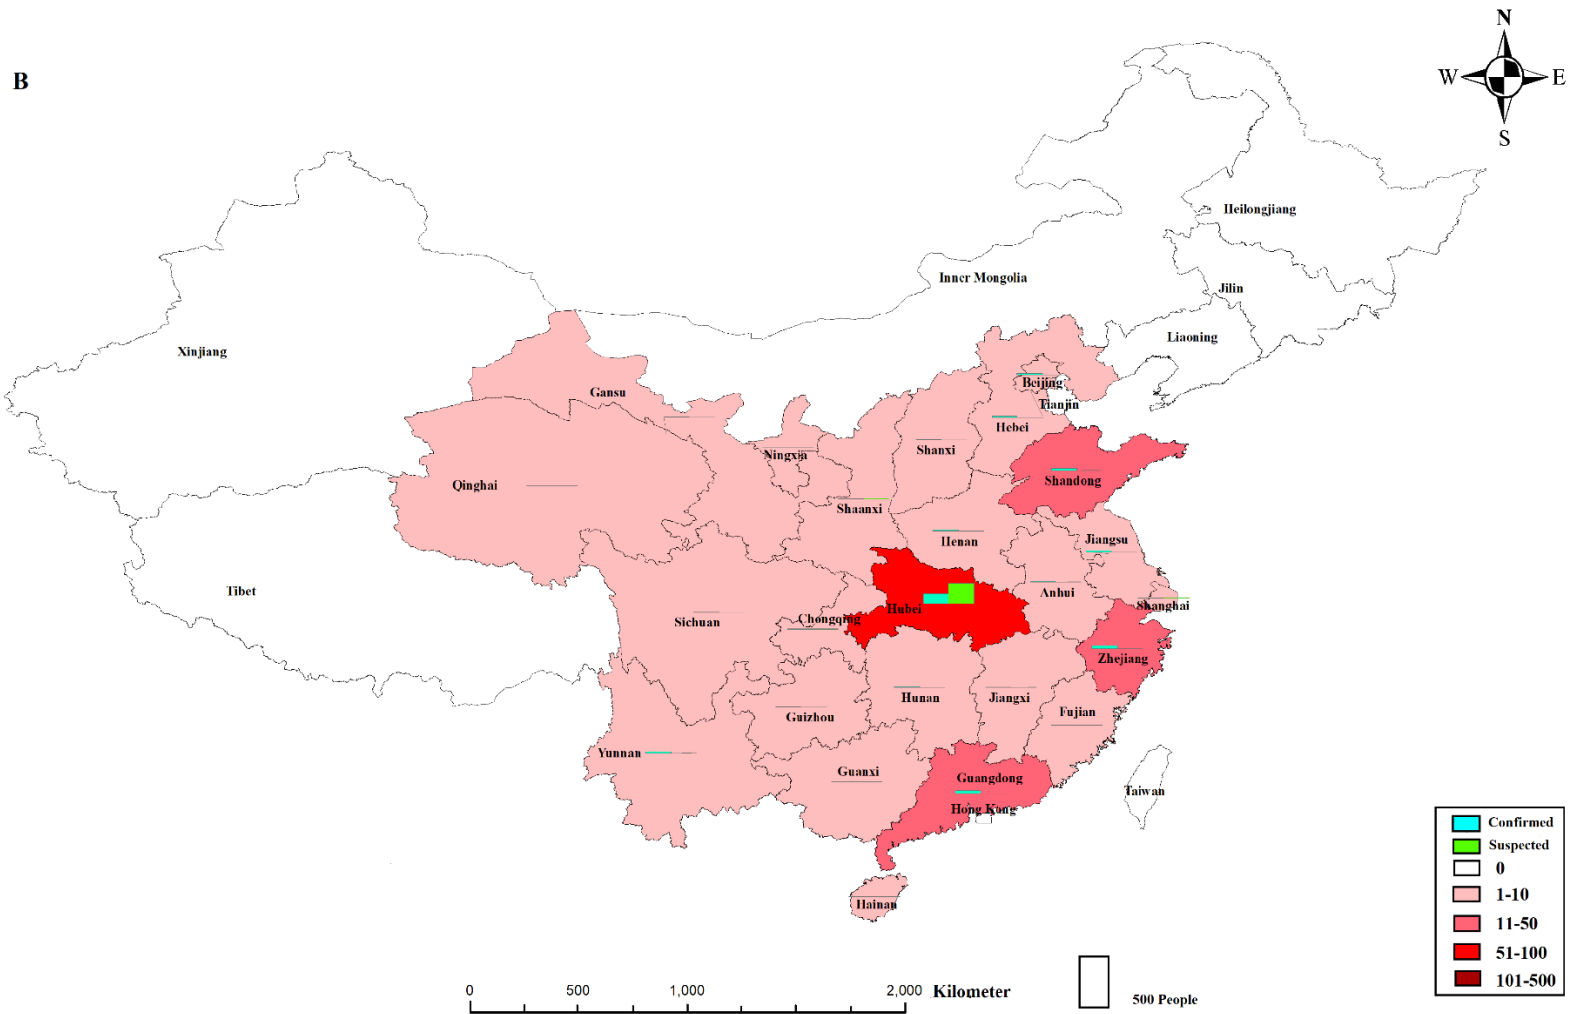 N
B
W E
S
Heilongjiang
Inner Mongolia
Jilin
Liaoning
Xinjiang
Beijing
Gansu
Tianjin
Hebei
Shanxi
Ningxia
Shandong
Qinghai
Shaanxi
Henan
Jiangsu
Tibet
Anhui
Shanghai
Hubei
Chongqing
Sichuan
Zhejiang
Hunan
Jiangxi
Fujian
Guizhou
Yunnan
Guanxi
Guangdong
Taiwan
Hong Kong
Hainan
Confirmed
Suspected
0
1-10
11-50
51-100
101-500
0 500 1,000 2,000 Kilometer
500 People